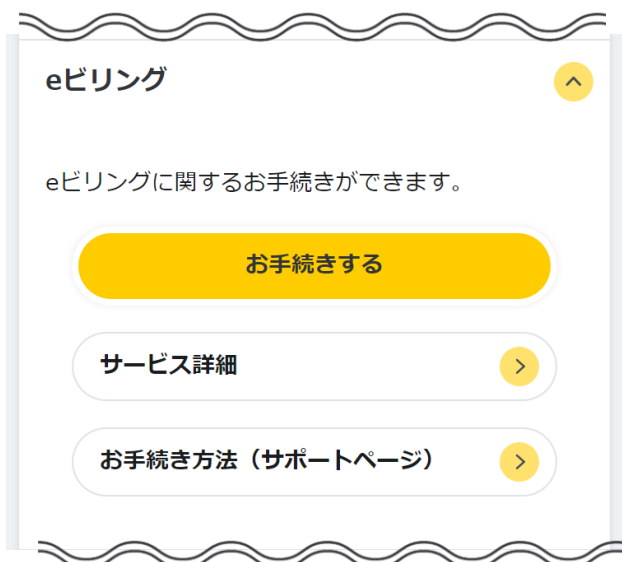 eビリング
eビリングに関するお手続きができます。
お手続きする
サービス詳細
お手続き方法（サポートページ）